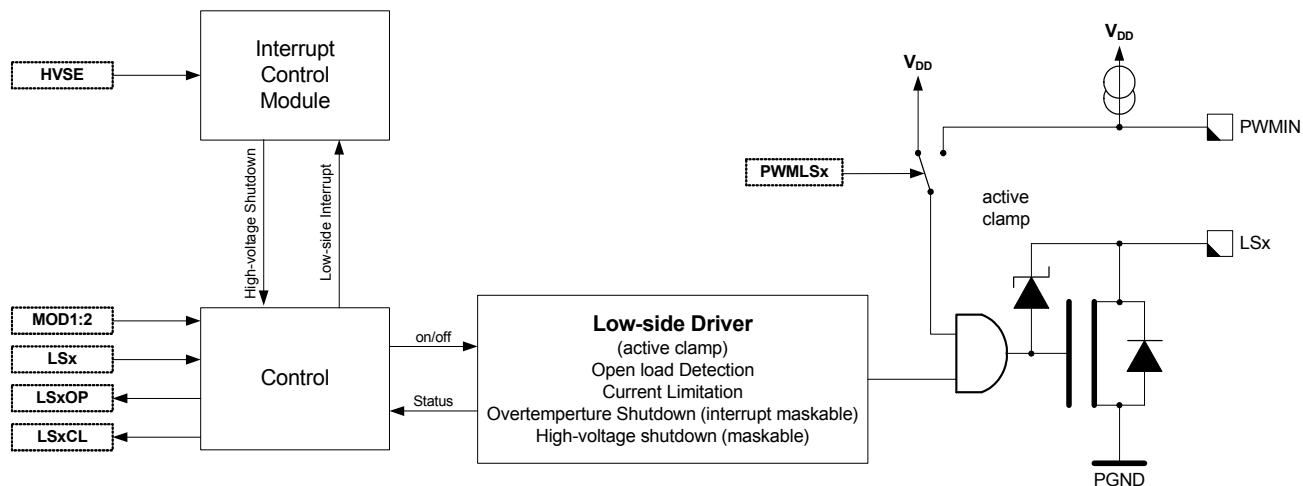 Interrupt
Control
Module
HVSE
High-voltage Shutdown
Low-side Interrupt
VDD
VDD
PWMIN
PWMLSx
active
clamp
LSx
MOD1:2
LSx
LSxOP
LSxCL
Control
on/off
Status
Low-side Driver
(active clamp)
Open load Detection
Current Limitation
Overtemperture Shutdown (interrupt maskable)
High-voltage shutdown (maskable)
PGND